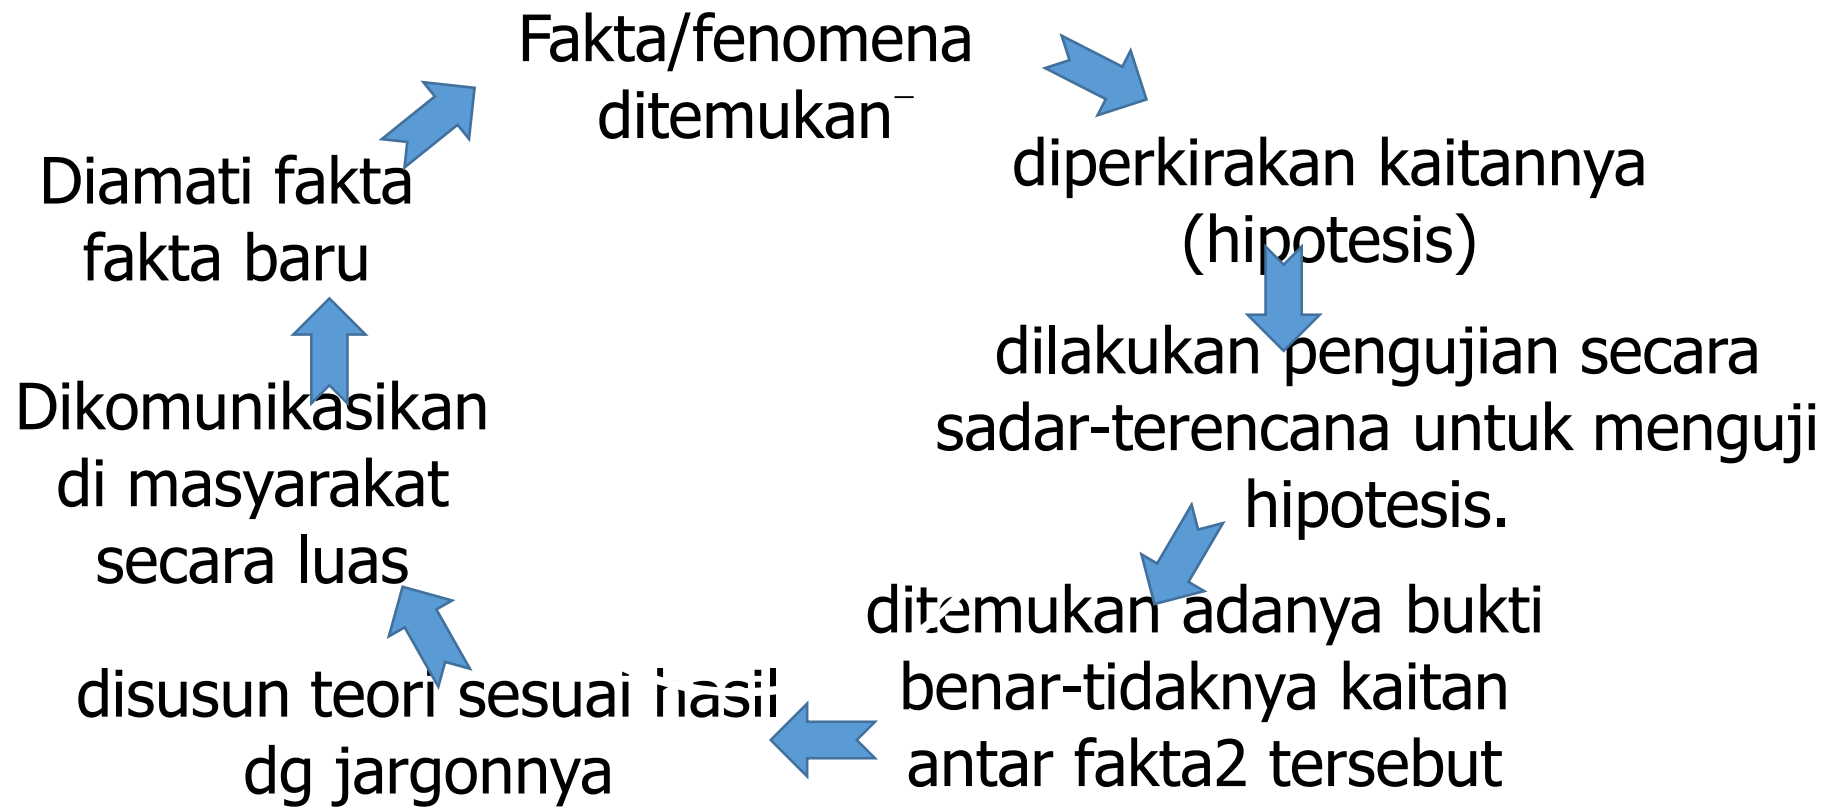 Fakta/fenomena
ditemukan
diperkirakan kaitannya
(hipotesis)
dilakukan pengujian secara
sadar-terencana untuk menguji
hipotesis.
ditemukan adanya bukti
benar-tidaknya kaitan
antar fakta2 tersebut
disusun teori sesuai hasil
dg jargonnya
Dikomunikasikan
di masyarakat
secara luas
Diamati fakta
fakta baru